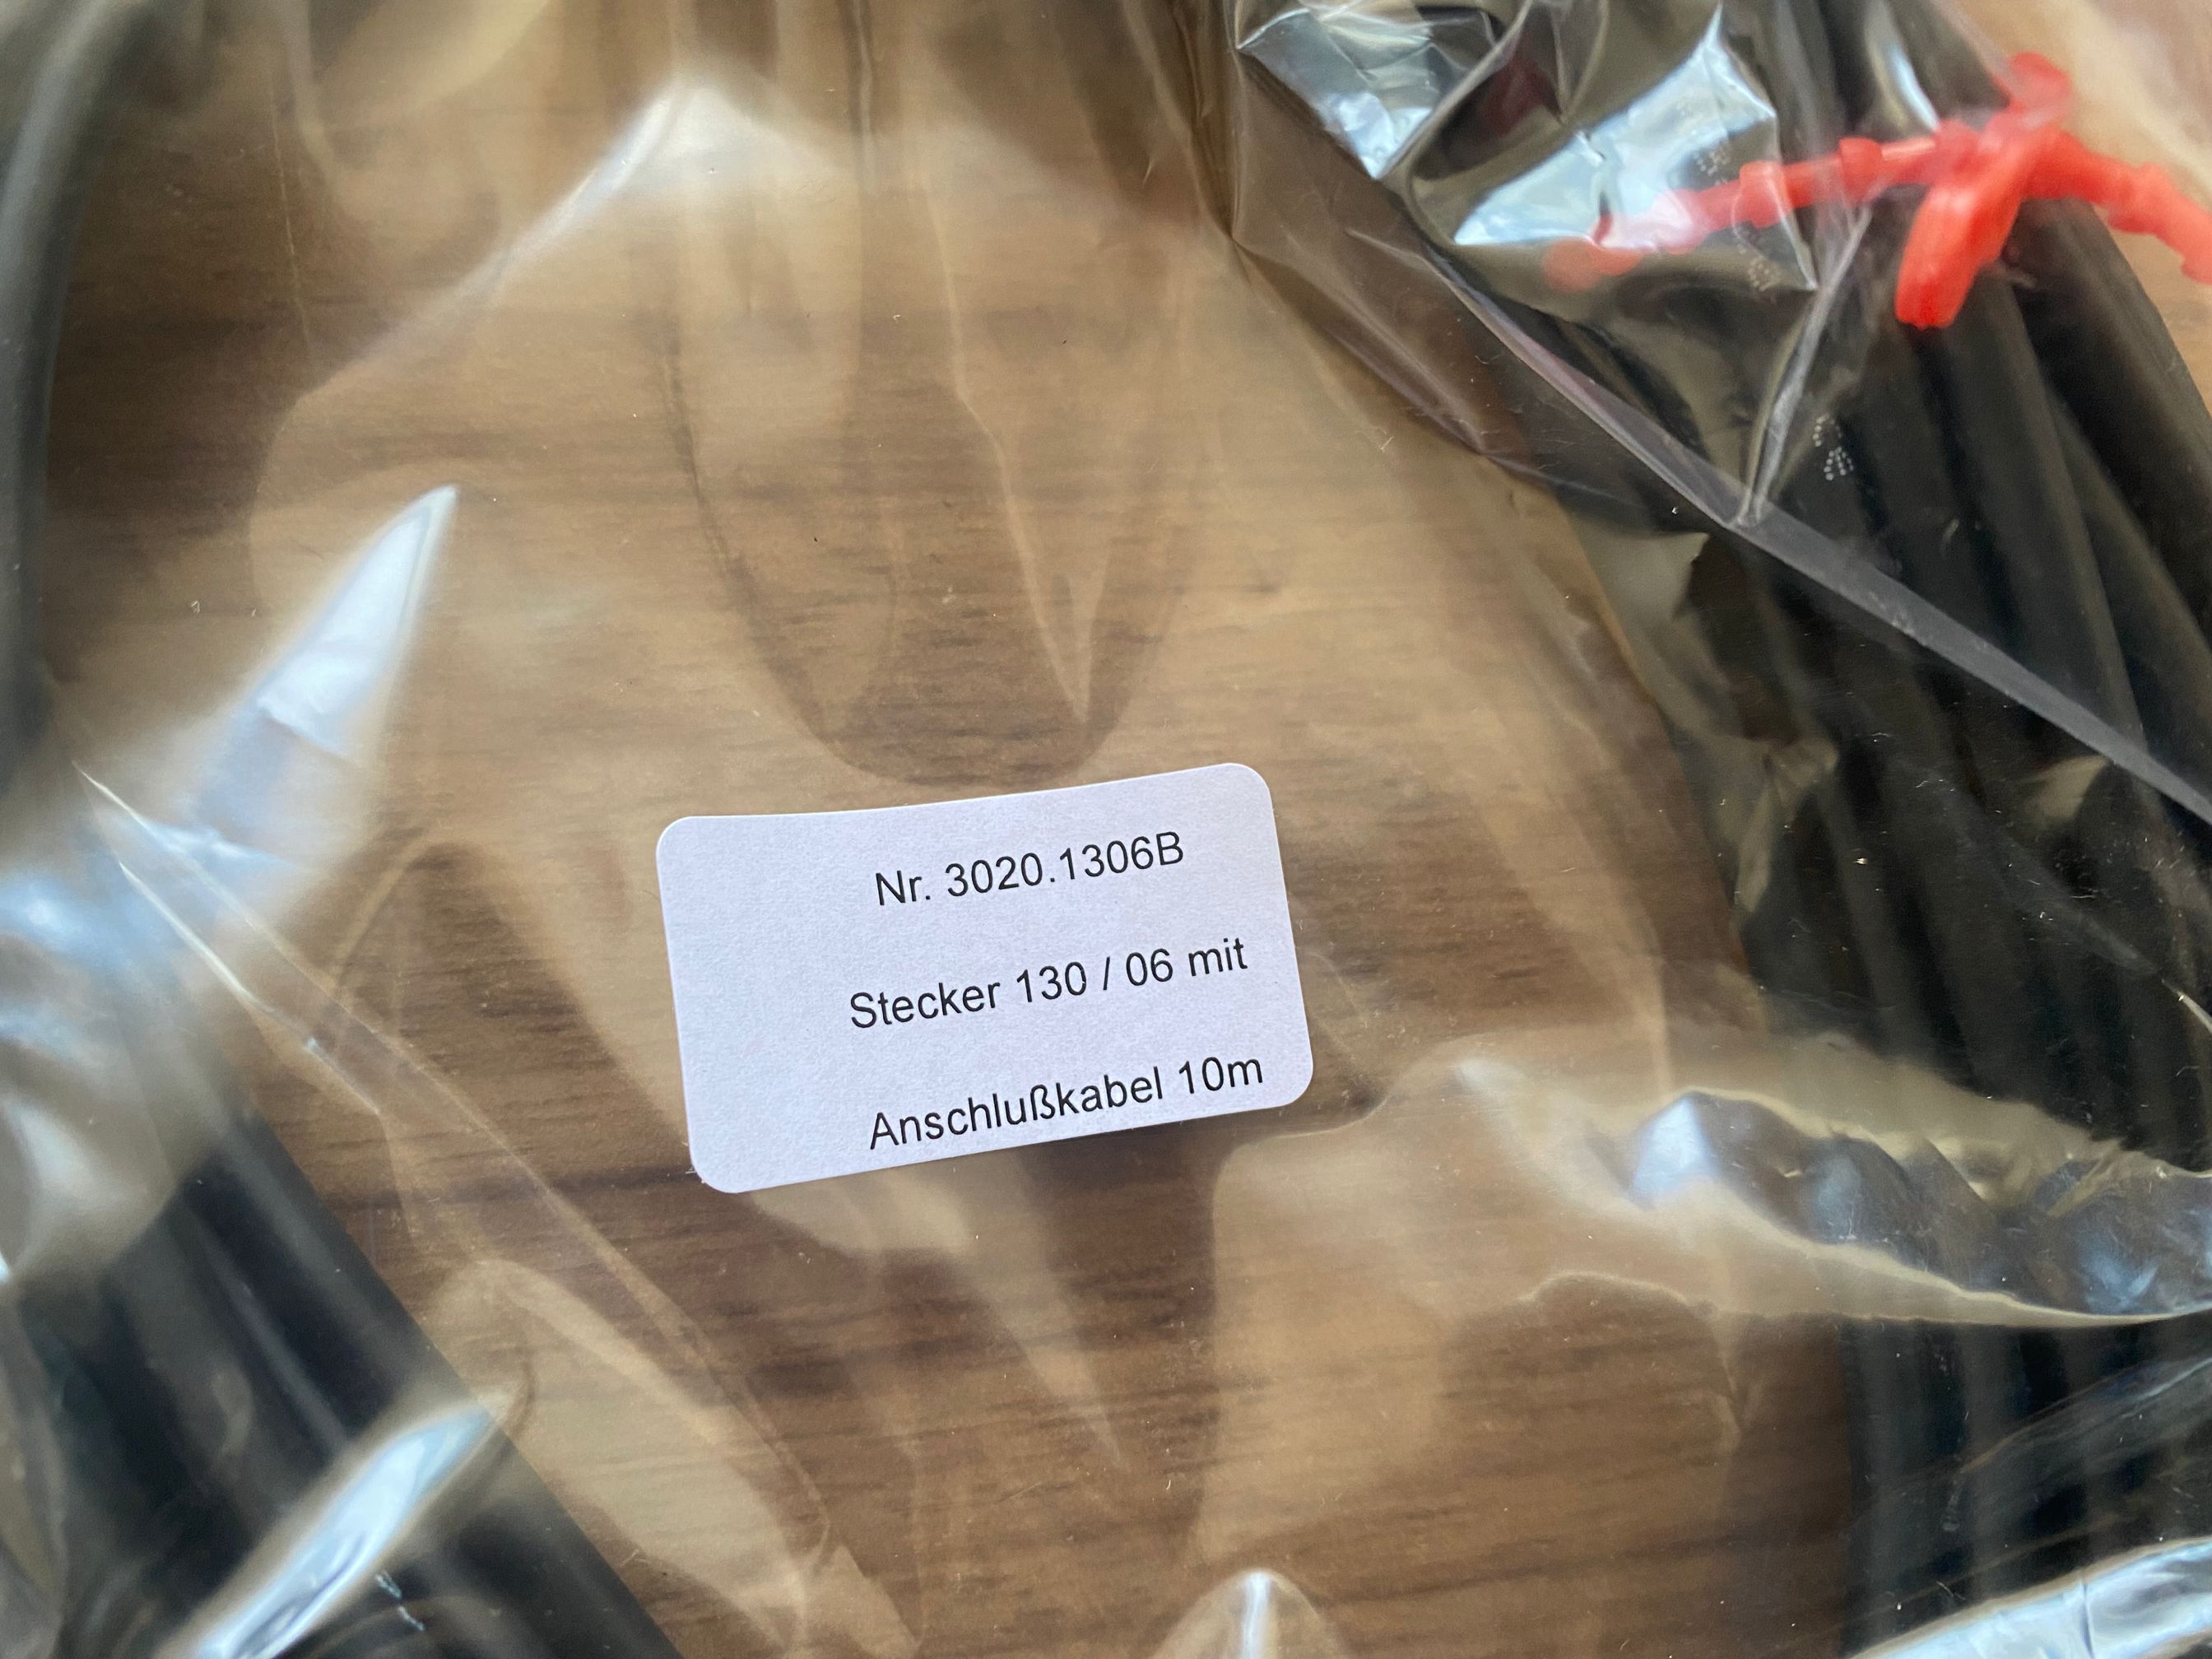 Nr. 3020.1306B
Stecker 130 / 06 mit
Anschlußkabel 10m